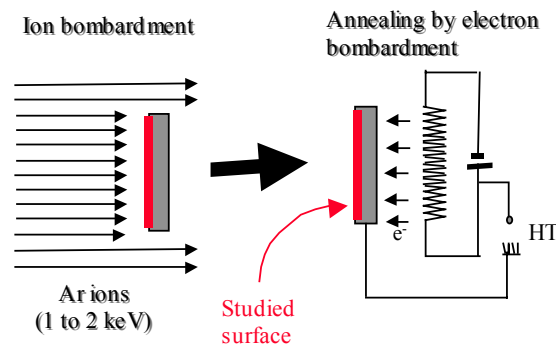 Ion bombardment
Annealing by electron
bombardment
e-
HT
Ar ions
(1 to 2 keV)
Studied
surface